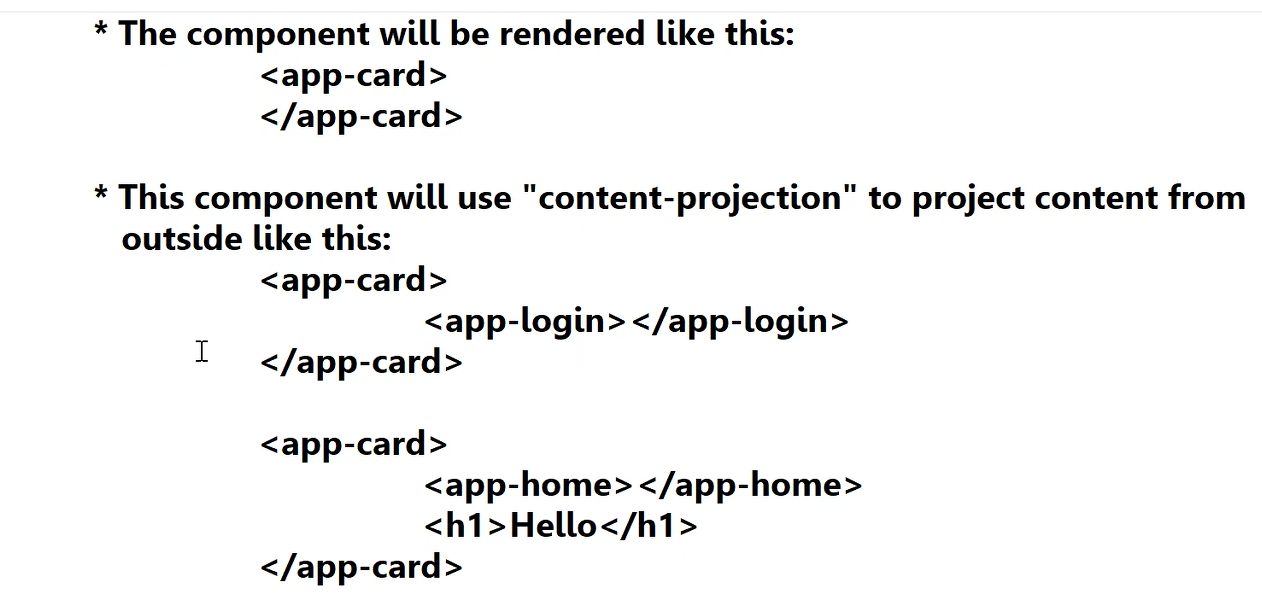 * The component will be rendered like this:
<app-card>
</app-card>
* This component will use "content-projection" to project content from
outside like this:
<app-card>
<app-login></app-login>
</app-card>
<app-card>
<app-home></app-home>
<h1>Hello</h1>
</app-card>